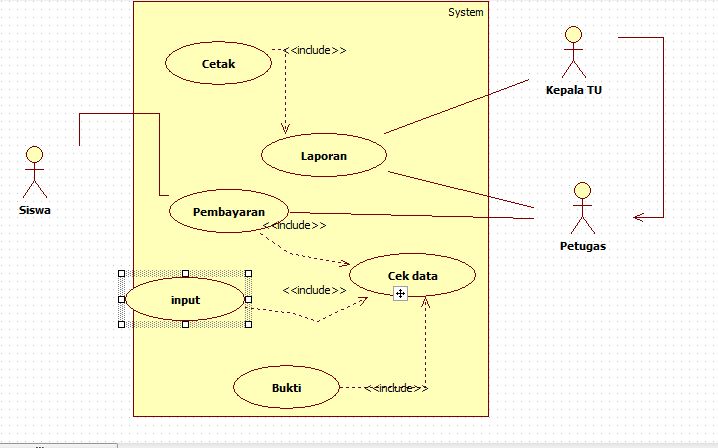 System
Cetak
<<include>>
Kepala TU
Laporan
Siswa
Pembayaran
<<include>>
Petugas
Cek data
<<include>>
input
Bukti
<<include>>